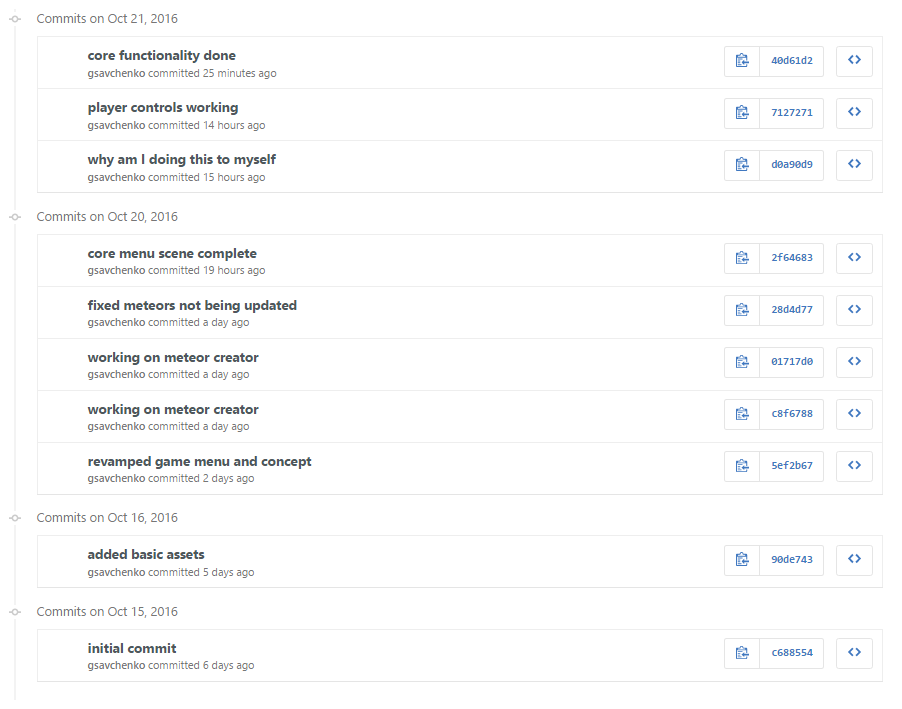 Commits on Oct 21, 2016
core functionality done
gsavchenko committed 25 minutes ago
40d61d2
player controls working
gsavchenko committed 14 hours ago
7127271
why am I doing this to myself
gsavchenko committed 15 hours ago
d0a90d9
Commits on Oct 20, 2016
core menu scene complete
gsavchenko committed 19 hours ago
2f64683
fixed meteors not being updated
gsavchenko committed a day ago
28d4d77
working on meteor creator
gsavchenko committed a day ago
01717d0
working on meteor creator
gsavchenko committed a day ago
c8f6788
revamped game menu and concept
gsavchenko committed 2 days ago
5ef2b67
Commits on Oct 16, 2016
added basic assets
gsavchenko committed 5 days ago
90de743
Commits on Oct 15, 2016
initial commit
gsavchenko committed 6 days ago
c688554